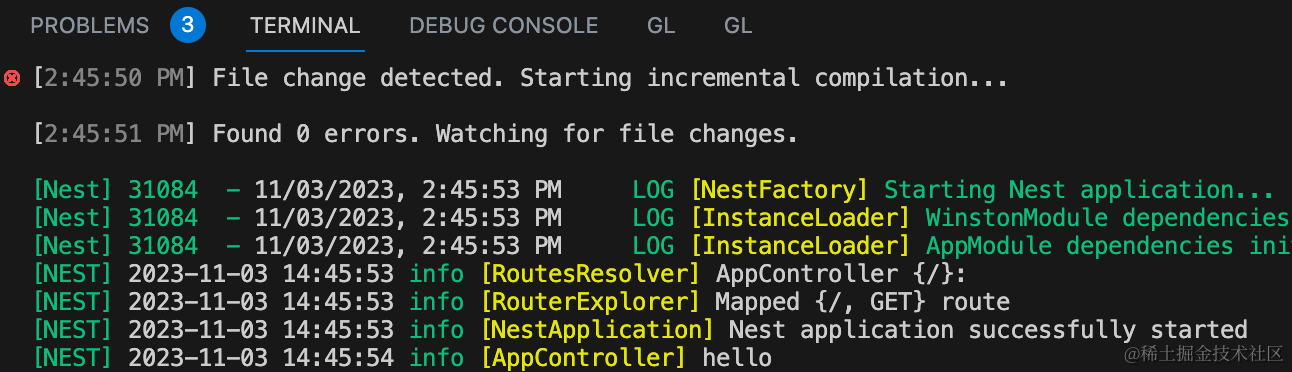 PROBLEMS 3 TERMINAL DEBUG CONSOLE GL GL
[2:45:50 PM] File change detected. Starting incremental compilation...
[2:45:51 PM] Found 0 errors. Watching for file changes.
[Nest] 31084  - 11/03/2023, 2:45:53 PM     LOG [NestFactory] Starting Nest application...
[Nest] 31084  - 11/03/2023, 2:45:53 PM     LOG [InstanceLoader] WinstonModule dependencies
[Nest] 31084  - 11/03/2023, 2:45:53 PM     LOG [InstanceLoader] AppModule dependencies ini
[NEST] 2023-11-03 14:45:53 info [RoutesResolver] AppController {/}:
[NEST] 2023-11-03 14:45:53 info [RouterExplorer] Mapped {/, GET} route
[NEST] 2023-11-03 14:45:53 info [NestApplication] Nest application successfully started
[NEST] 2023-11-03 14:45:54 info [AppController] hello
@稀土掘金技术社区